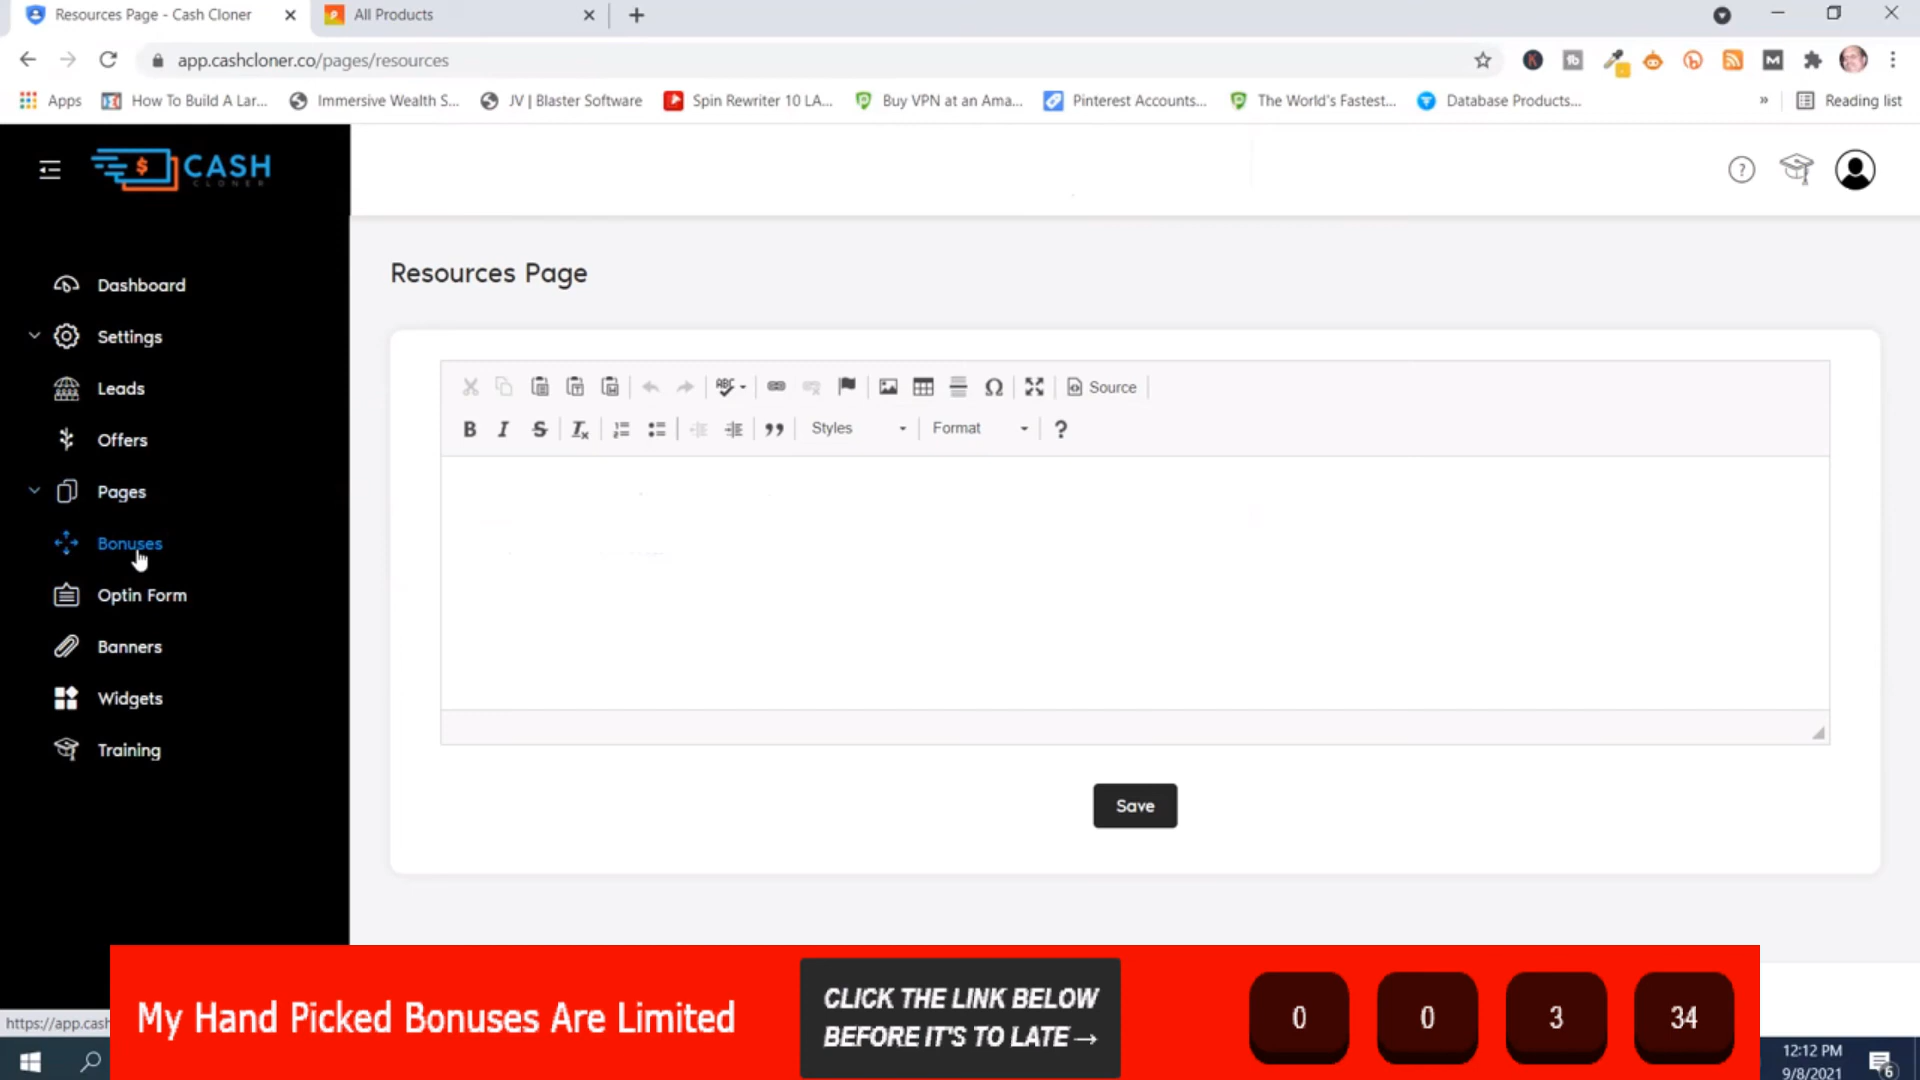 Resources Page - Cash Cloner
All Products
app.cashcloner.co/pages/resources
Apps
How To Build A Lar...
Immersive Wealth S...
JV | Blaster Software
Spin Rewriter 10 LA...
Buy VPN at an Ama...
Pinterest Accounts...
The World's Fastest...
Database Products...
»
Reading list
$ CASH
CLONER
?
Dashboard
Settings
Leads
Offers
Pages
Bonuses
Optin Form
Banners
Widgets
Training
Resources Page
ABC
Ω
Source
B I S Tx
Styles
Format
?
Save
https://app.cash
My Hand Picked Bonuses Are Limited
CLICK THE LINK BELOW
BEFORE IT'S TO LATE →
0 0 3 34
12:12 PM
9/8/2021
6